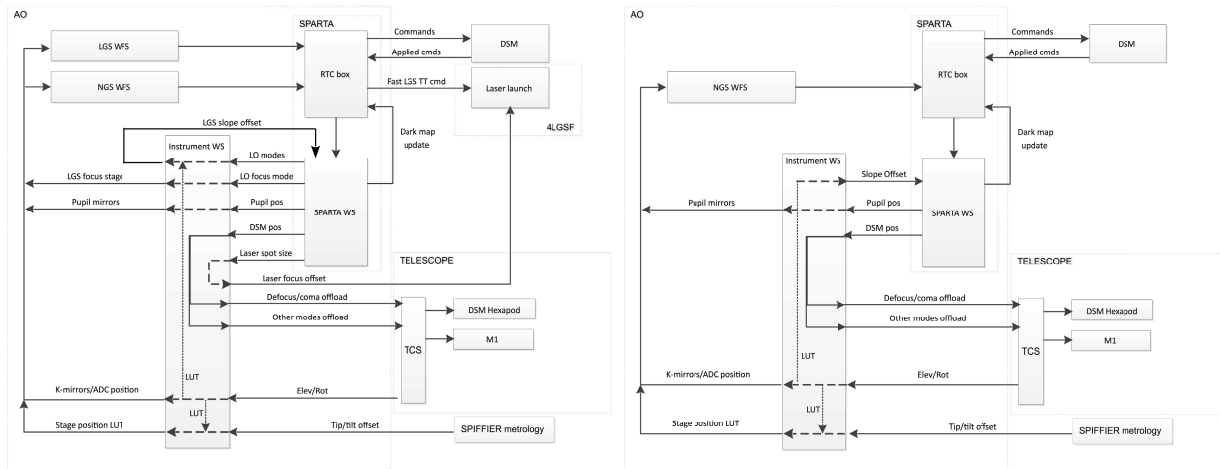 AO
SPARTA
LGS WFS
Commands
DSM
Applied cmds
RTC box
NGS WFS
Fast LGS TT cmd
Laser launch
4LGSF
LGS slope offset
Dark map
update
Instrument WS
LO modes
LGS focus stage
LO focus mode
Pupil mirrors
Pupil pos
SPARTA WS
DSM pos
Laser spot size
TELESCOPE
Laser focus offset
Defocus/coma offload
DSM Hexapod
Other modes offload
M1
TCS
LUT
K-mirrors/ADC position
Elev/Rot
LUT
Stage position LUT
Tip/tilt offset
SPIFFIER metrology
AO
SPARTA
Commands
DSM
Applied cmds
RTC box
NGS WFS
Dark map
update
Instrument WS
Slope Offset
Pupil mirrors
Pupil pos
SPARTA WS
DSM pos
TELESCOPE
Defocus/coma offload
DSM Hexapod
Other modes offload
M1
TCS
LUT
K-mirrors/ADC position
Elev/Rot
LUT
Stage position LUT
Tip/tilt offset
SPIFFIER metrology